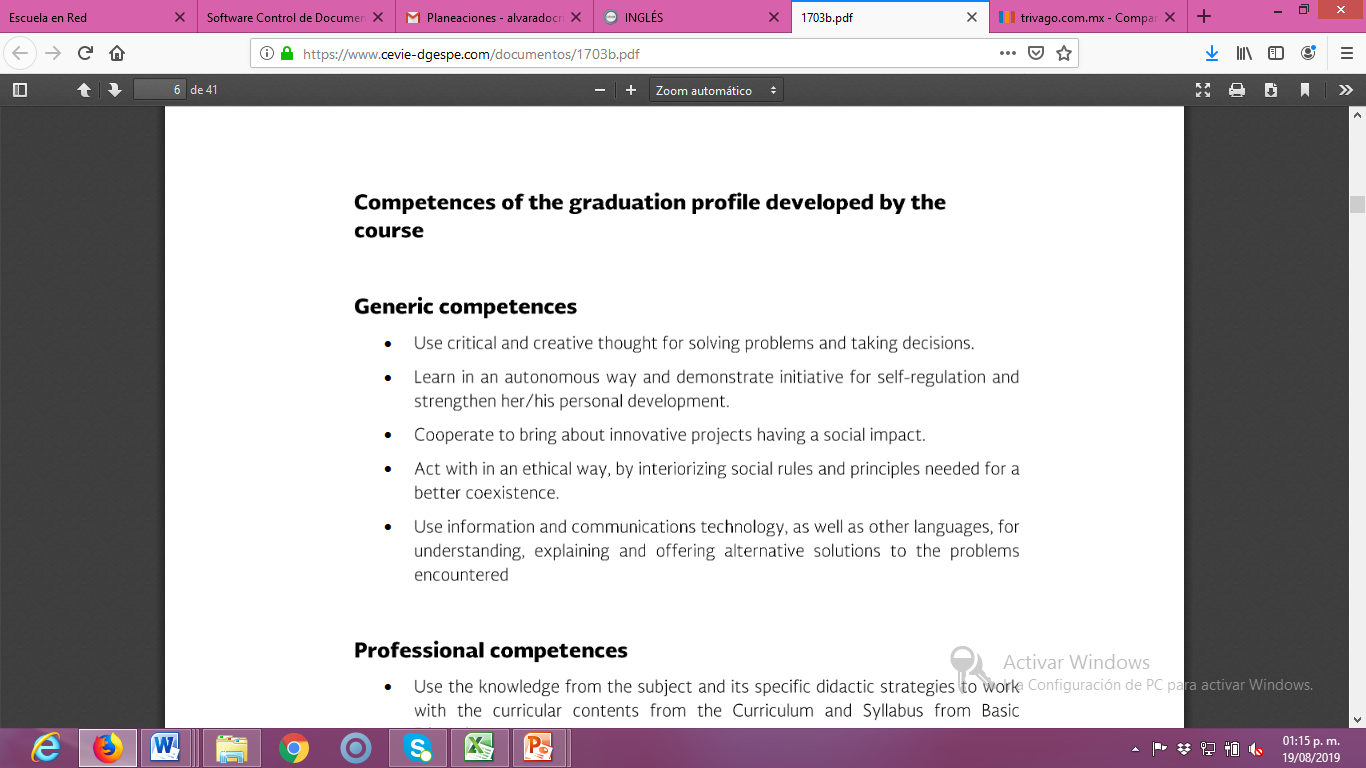 Escuela en Red
Software Control de Documen
Planeaciones - alvaradocr
INGLÉS
1703b.pdf
trivago.com.mx - Compar
https://www.cevie-dgespe.com/documentos/1703b.pdf
6 de 41
Zoom automático
Competences of the graduation profile developed by the
course
Generic competences
• Use critical and creative thought for solving problems and taking decisions.
• Learn in an autonomous way and demonstrate initiative for self-regulation and
strengthen her/his personal development.
• Cooperate to bring about innovative projects having a social impact.
• Act with in an ethical way, by interiorizing social rules and principles needed for a
better coexistence.
• Use information and communications technology, as well as other languages, for
understanding, explaining and offering alternative solutions to the problems
encountered
Professional competences
• Use the knowledge from the subject and its specific didactic strategies to work
with the curricular contents from the Curriculum and Syllabus from Basic
Activar Windows
a Configuración de PC para activar Windows.
01:15 p. m.
19/08/2019